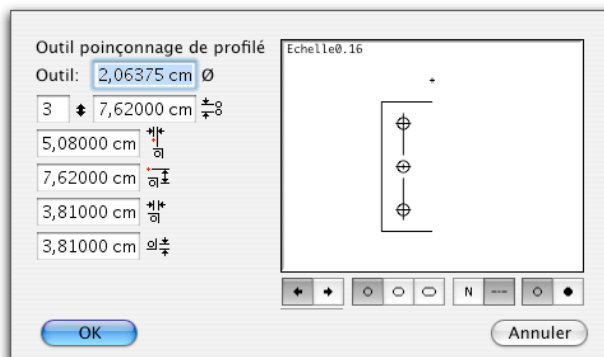 Outil poinçonnage de profilé
Outil: 2,06375 cm Ø
3 7,62000 cm
5,08000 cm
7,62000 cm
3,81000 cm
3,81000 cm
Echelle0.16
N
OK
Annuler